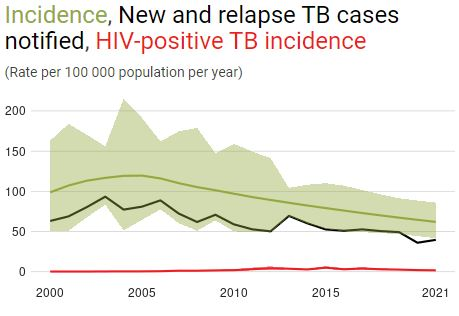 Incidence, New and relapse TB cases
notified, HIV-positive TB incidence
(Rate per 100 000 population per year)
200
150
100
50
0
2000 2005 2010 2015 2021